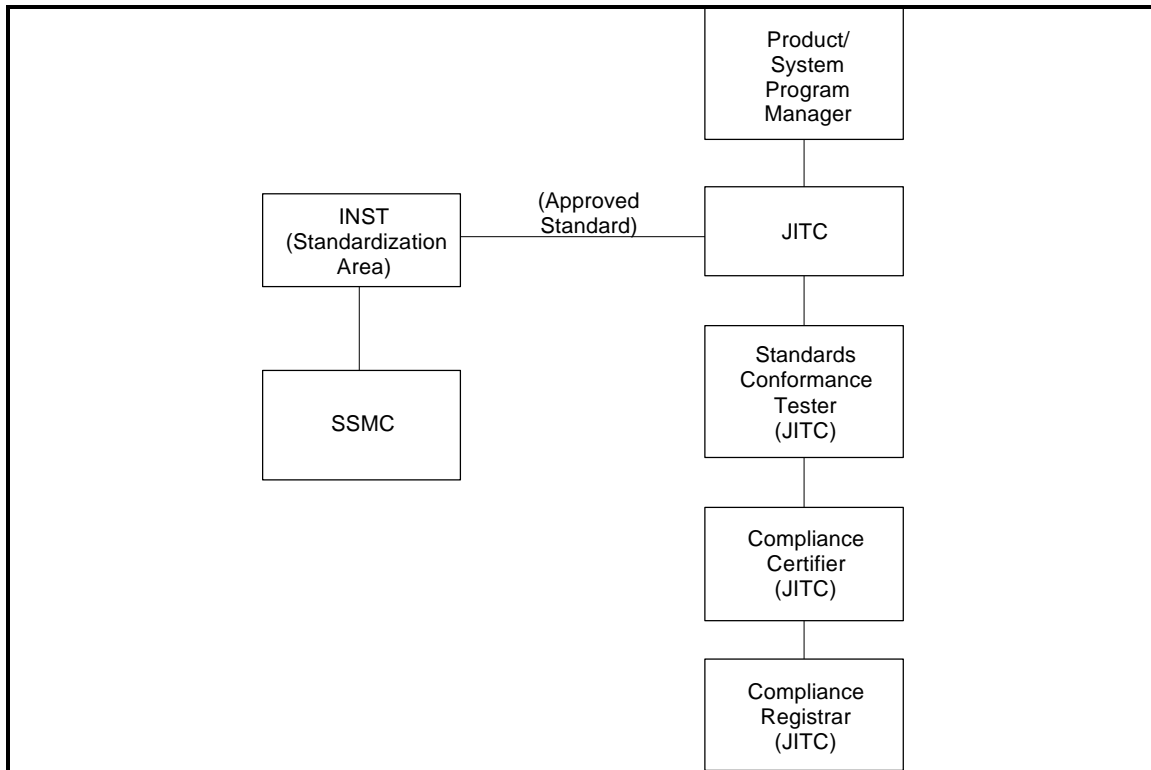 Product/
System
Program
Manager
(Approved
Standard)
INST
(Standardization
Area)
JITC
Standards
Conformance
Tester
(JITC)
SSMC
Compliance
Certifier
(JITC)
Compliance
Registrar
(JITC)